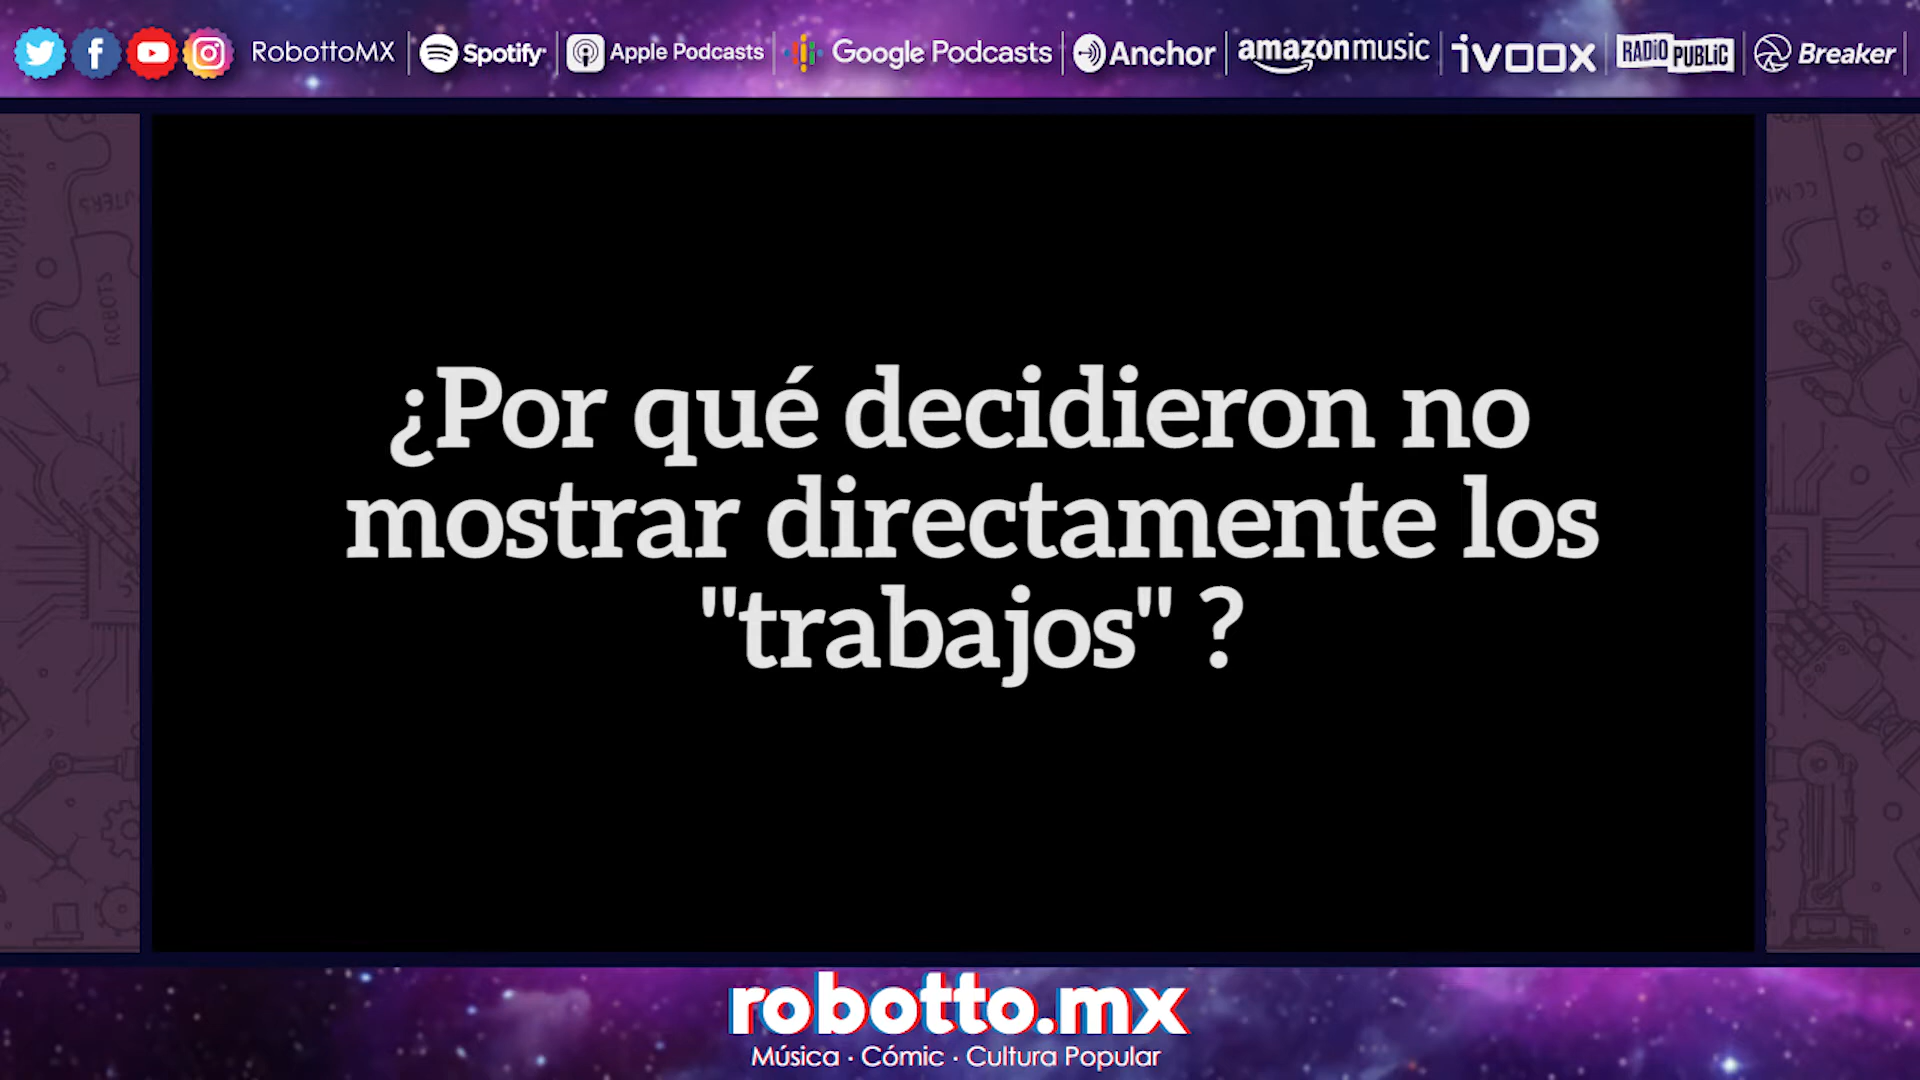 RobottoMX Spotify Apple Podcasts Google Podcasts Anchor amazon music ivoox RADIO PUBLIC Breaker
¿Por qué decidieron no
mostrar directamente los
"trabajos" ?
ROBOTS
robotto.mx
Música · Cómic · Cultura Popular